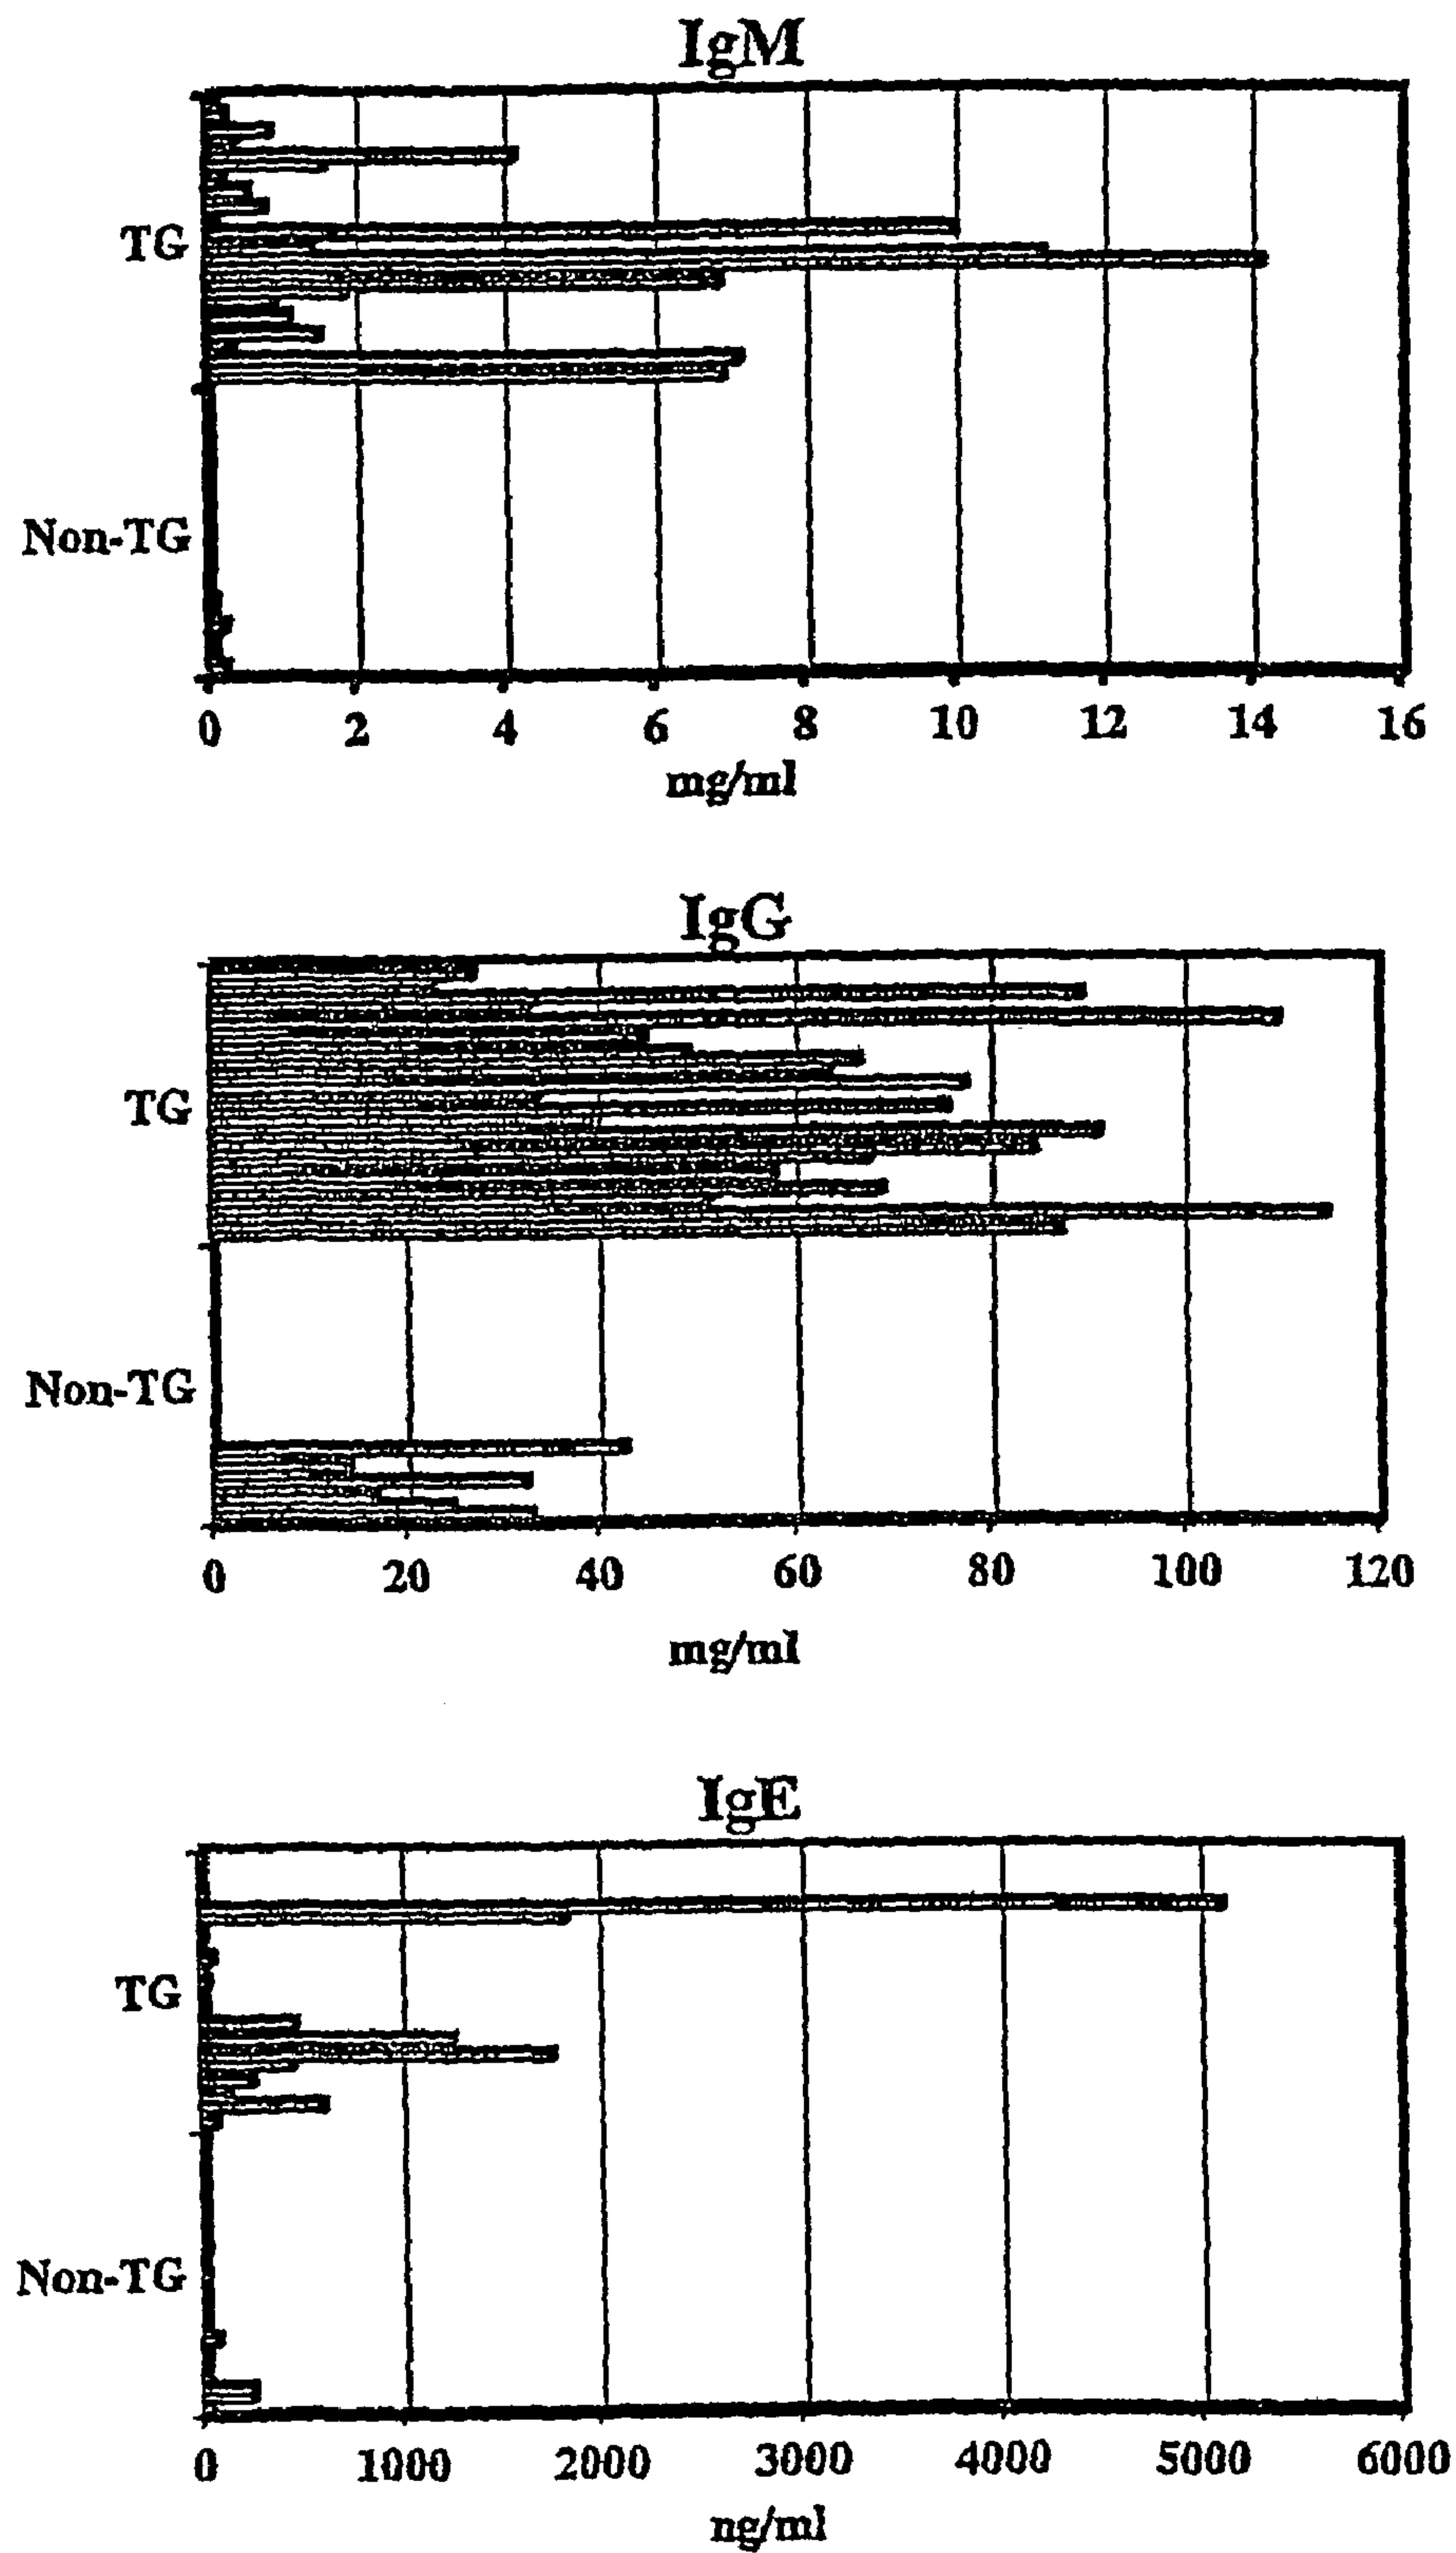 IgM
TG
Non-TG
0 2 4 6 8 10 12 14 16
mg/ml
IgG
TG
Non-TG
0 20 40 60 80 100 120
mg/ml
IgE
TG
Non-TG
0 1000 2000 3000 4000 5000 6000
ng/ml